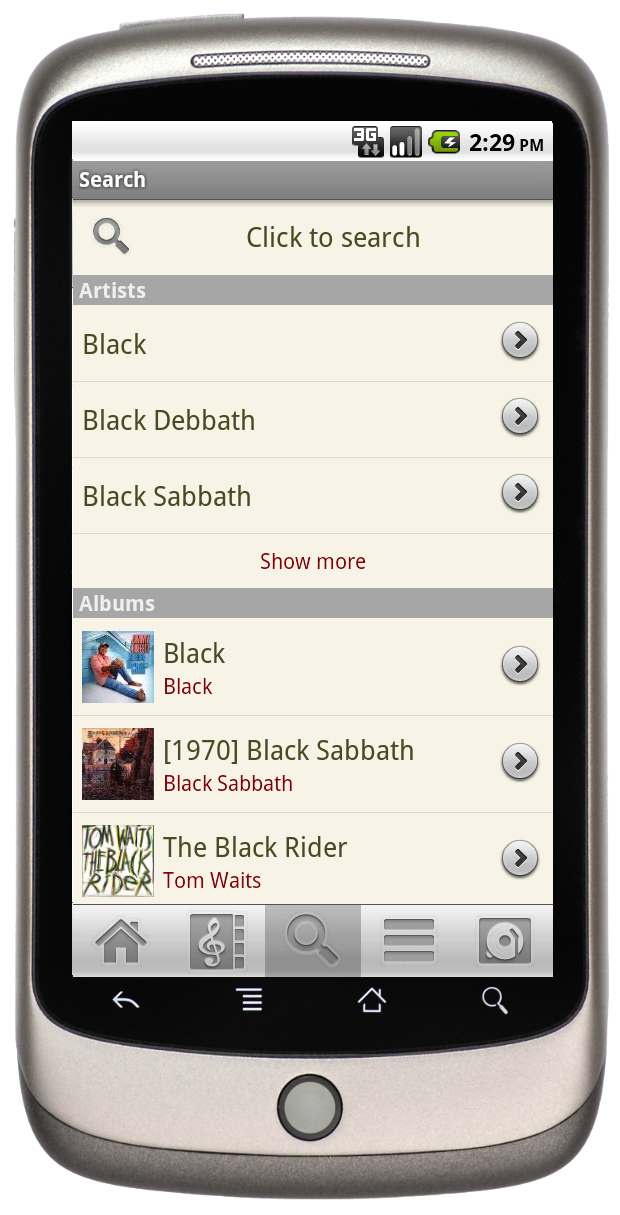 3G
2:29 PM
Search
Click to search
Artists
Black
Black Debbath
Black Sabbath
Show more
Albums
Black
Black
[1970] Black Sabbath
Black Sabbath
TOM WAITS
THE BLACK
RIDER
The Black Rider
Tom Waits